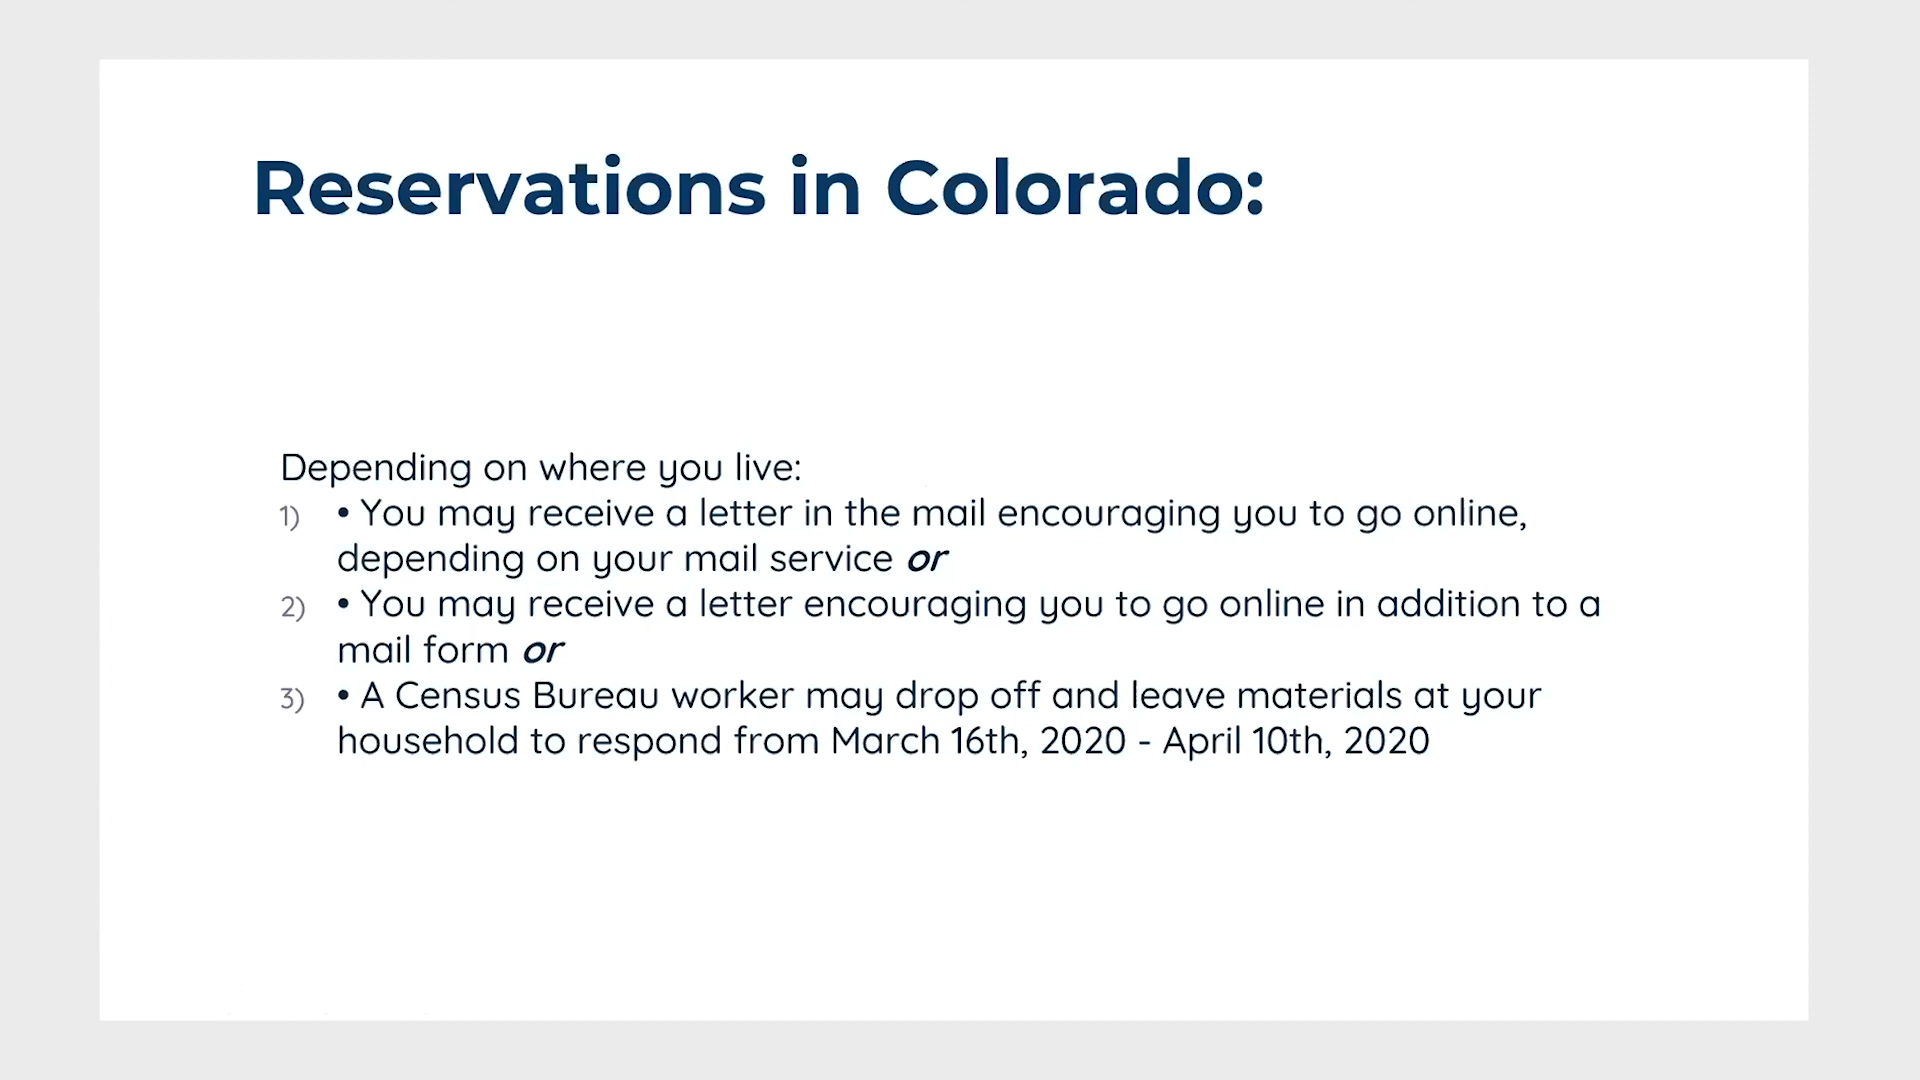 Reservations in Colorado:
Depending on where you live:
1) • You may receive a letter in the mail encouraging you to go online,
depending on your mail service or
2) • You may receive a letter encouraging you to go online in addition to a
mail form or
3) • A Census Bureau worker may drop off and leave materials at your
household to respond from March 16th, 2020 - April 10th, 2020